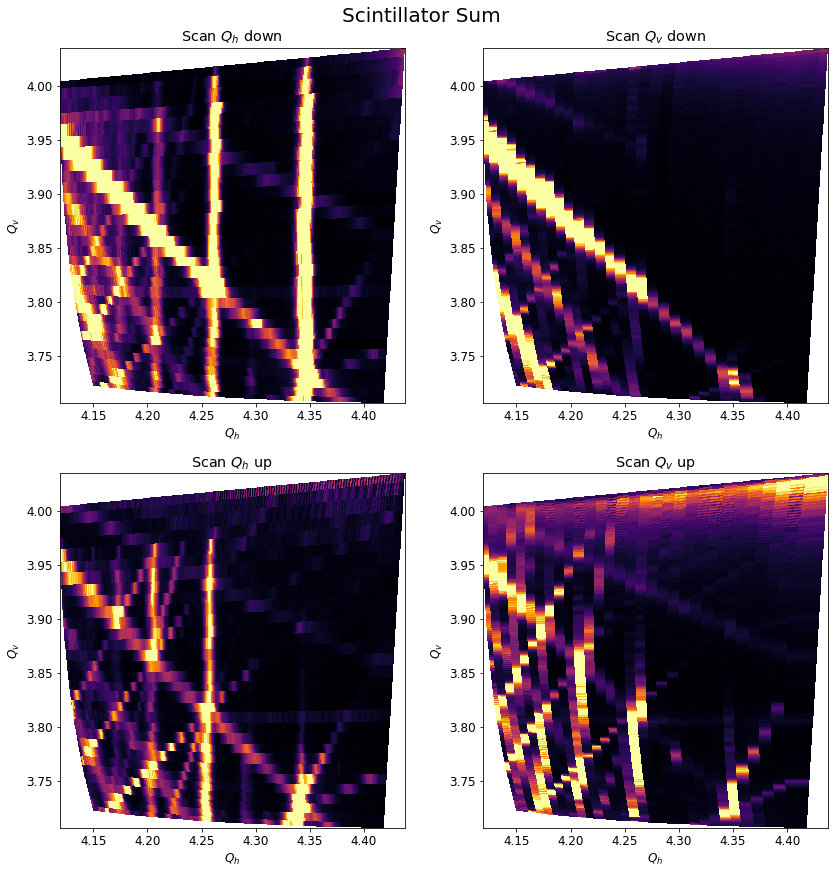 Scintillator Sum
Scan Q_h down
Scan Q_v down
4.00
3.95
3.90
3.85
3.80
3.75
Q_v
4.15 4.20 4.25 4.30 4.35 4.40
Q_h
4.00
3.95
3.90
3.85
3.80
3.75
Q_v
4.15 4.20 4.25 4.30 4.35 4.40
Q_h
Scan Q_h up
Scan Q_v up
4.00
3.95
3.90
3.85
3.80
3.75
Q_v
4.15 4.20 4.25 4.30 4.35 4.40
Q_h
4.00
3.95
3.90
3.85
3.80
3.75
Q_v
4.15 4.20 4.25 4.30 4.35 4.40
Q_h